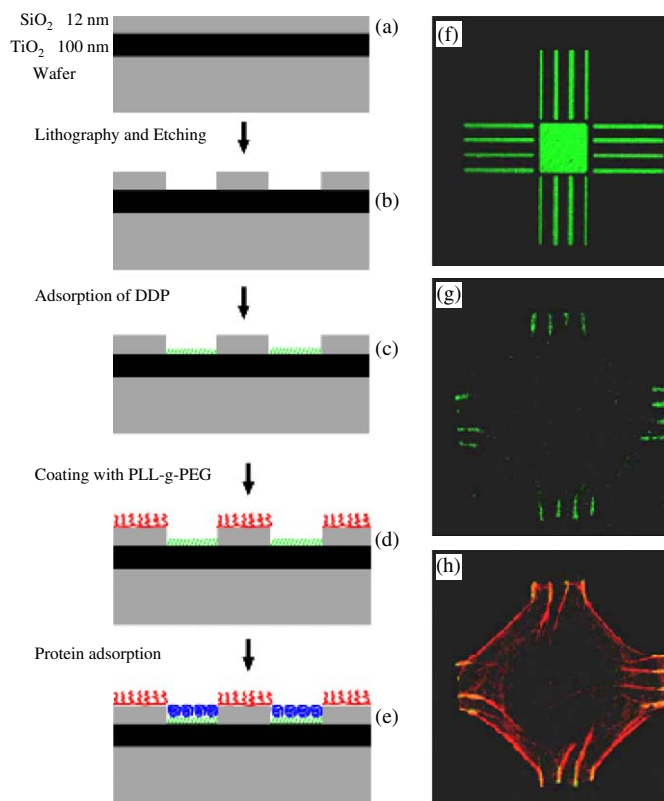 SiO2 12 nm
(a)
TiO2 100 nm
Wafer
Lithography and Etching
(b)
Adsorption of DDP
(c)
Coating with PLL-g-PEG
(d)
Protein adsorption
(e)
(f)
(g)
(h)